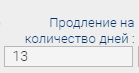 Продление на
количество дней :
13